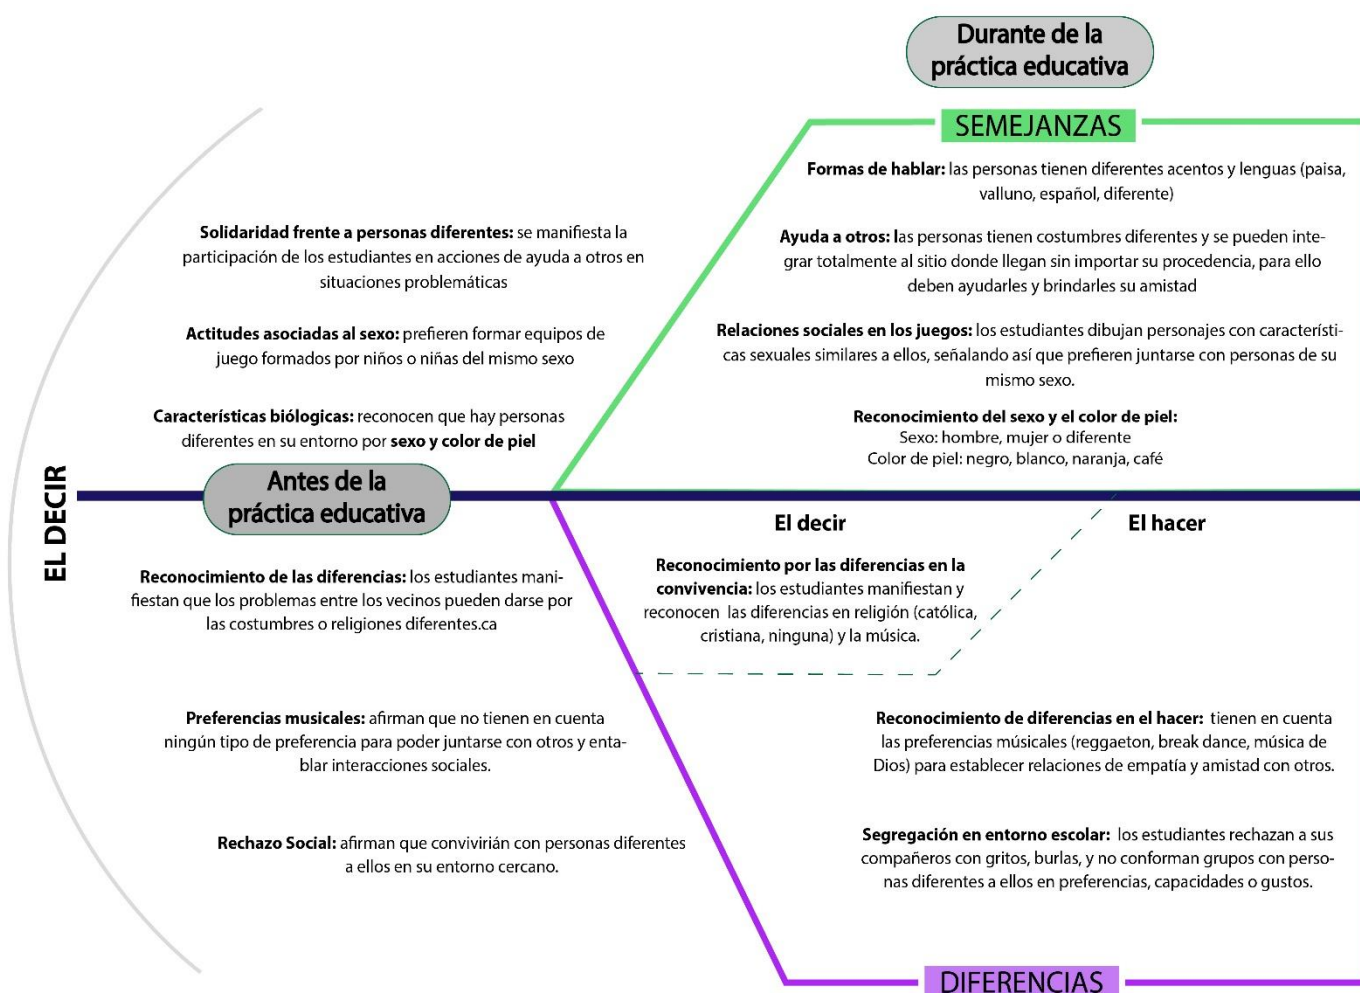 Durante de la
práctica educativa
SEMEJANZAS
Formas de hablar: las personas tienen diferentes acentos y lenguas (paisa,
valluno, español, diferente)
Ayuda a otros: las personas tienen costumbres diferentes y se pueden inte-
grar totalmente al sitio donde llegan sin importar su procedencia, para ello
deben ayudarles y brindarles su amistad
Relaciones sociales en los juegos: los estudiantes dibujan personajes con característi-
cas sexuales similares a ellos, señalando así que prefieren juntarse con personas de su
mismo sexo.
Reconocimiento del sexo y el color de piel:
Sexo: hombre, mujer o diferente
Color de piel: negro, blanco, naranja, café
Solidaridad frente a personas diferentes: se manifiesta la
participación de los estudiantes en acciones de ayuda a otros en
situaciones problemáticas
Actitudes asociadas al sexo: prefieren formar equipos de
juego formados por niños o niñas del mismo sexo
Características biólogicas: reconocen que hay personas
diferentes en su entorno por sexo y color de piel
EL DECIR
Antes de la
práctica educativa
El decir
El hacer
Reconocimiento de las diferencias: los estudiantes mani-
fiestan que los problemas entre los vecinos pueden darse por
las costumbres o religiones diferentes.ca
Reconocimiento por las diferencias en la
convivencia: los estudiantes manifiestan y
reconocen las diferencias en religión (católica,
cristiana, ninguna) y la música.
Preferencias musicales: afirman que no tienen en cuenta
ningún tipo de preferencia para poder juntarse con otros y enta-
blar interacciones sociales.
Rechazo Social: afirman que convivirián con personas diferentes
a ellos en su entorno cercano.
Reconocimiento de diferencias en el hacer: tienen en cuenta
las preferencias músicales (reggaeton, break dance, música de
Dios) para establecer relaciones de empatía y amistad con otros.
Segregación en entorno escolar: los estudiantes rechazan a sus
compañeros con gritos, burlas, y no conforman grupos con perso-
nas diferentes a ellos en preferencias, capacidades o gustos.
DIFERENCIAS